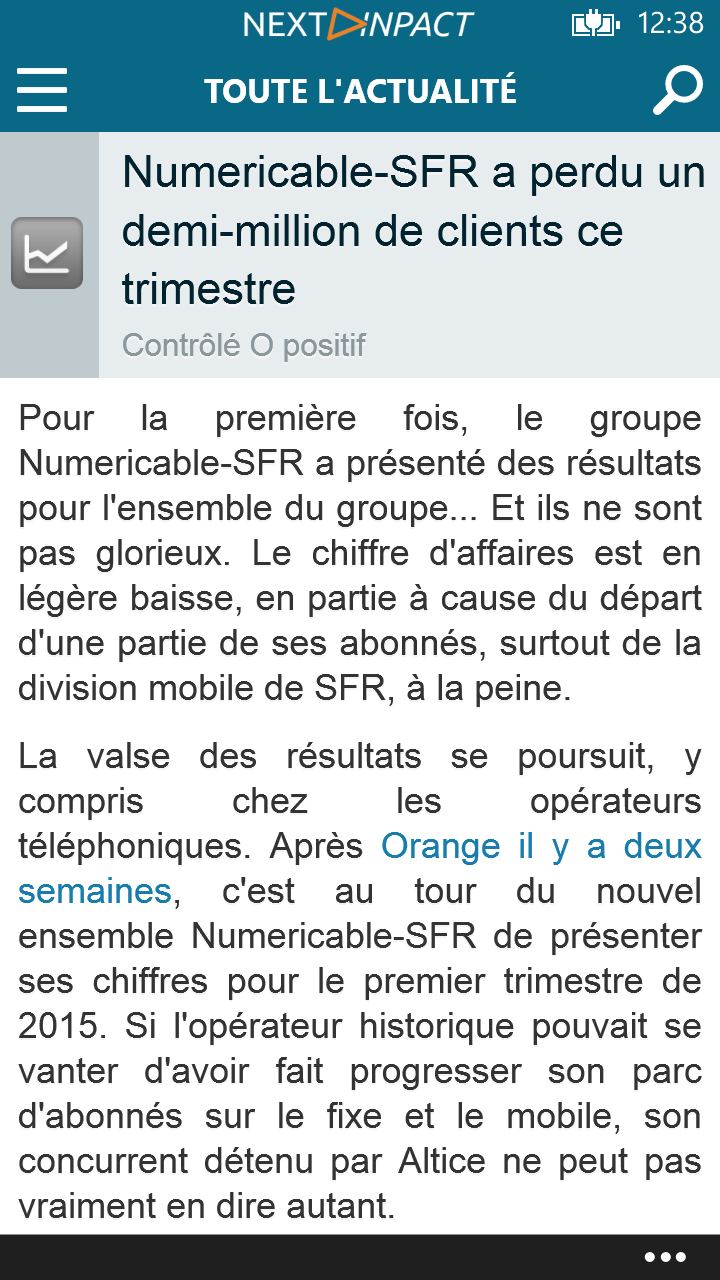 NEXT INPACT 12:38
TOUTE L'ACTUALITÉ
Numericable-SFR a perdu un
demi-million de clients ce
trimestre
Contrôlé O positif
Pour la première fois, le groupe
Numericable-SFR a présenté des résultats
pour l'ensemble du groupe... Et ils ne sont
pas glorieux. Le chiffre d'affaires est en
légère baisse, en partie à cause du départ
d'une partie de ses abonnés, surtout de la
division mobile de SFR, à la peine.
La valse des résultats se poursuit, y
compris chez les opérateurs
téléphoniques. Après Orange il y a deux
semaines, c'est au tour du nouvel
ensemble Numericable-SFR de présenter
ses chiffres pour le premier trimestre de
2015. Si l'opérateur historique pouvait se
vanter d'avoir fait progresser son parc
d'abonnés sur le fixe et le mobile, son
concurrent détenu par Altice ne peut pas
vraiment en dire autant.